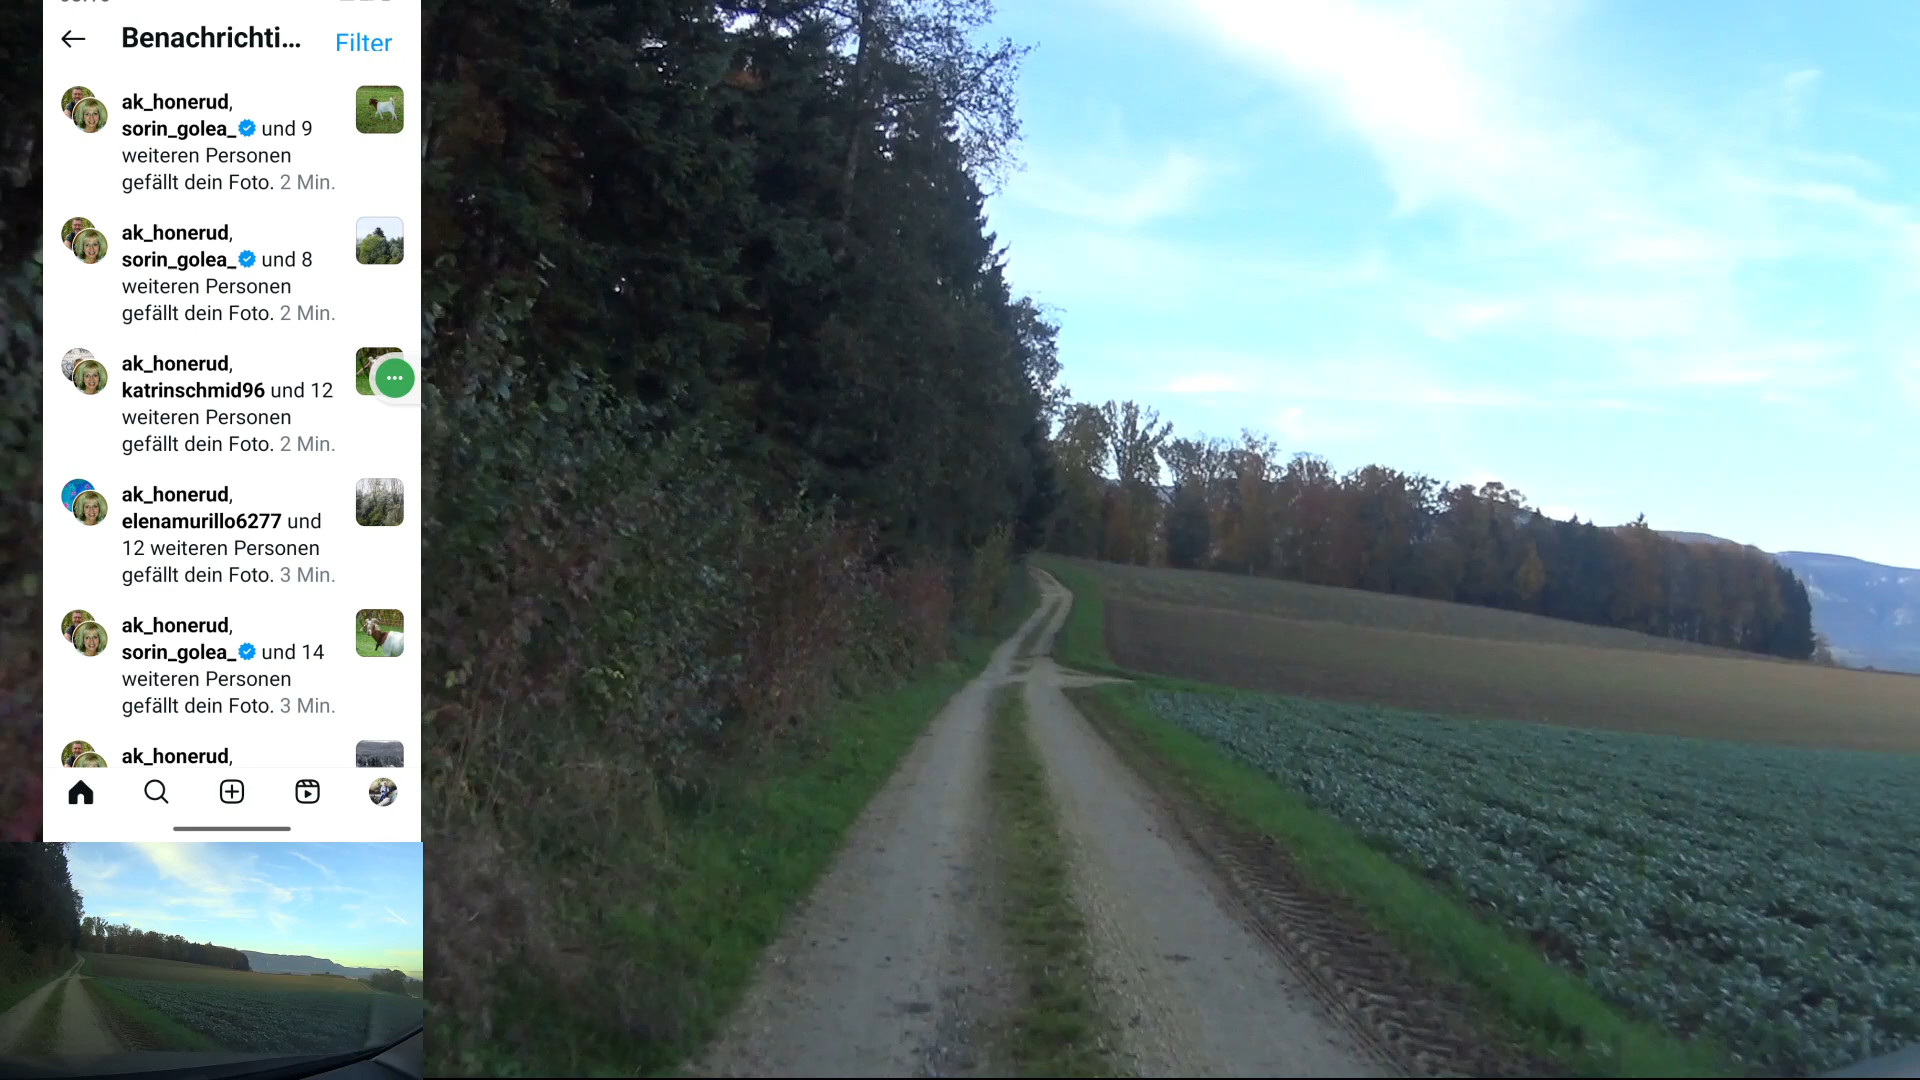 Benachrichti...
Filter
ak_honerud,
sorin_golea_ und 9
weiteren Personen
gefällt dein Foto. 2 Min.
ak_honerud,
sorin_golea_ und 8
weiteren Personen
gefällt dein Foto. 2 Min.
ak_honerud,
katrinschmid96 und 12
weiteren Personen
gefällt dein Foto. 2 Min.
ak_honerud,
elenamurillo6277 und
12 weiteren Personen
gefällt dein Foto. 3 Min.
ak_honerud,
sorin_golea_ und 14
weiteren Personen
gefällt dein Foto. 3 Min.
ak_honerud,